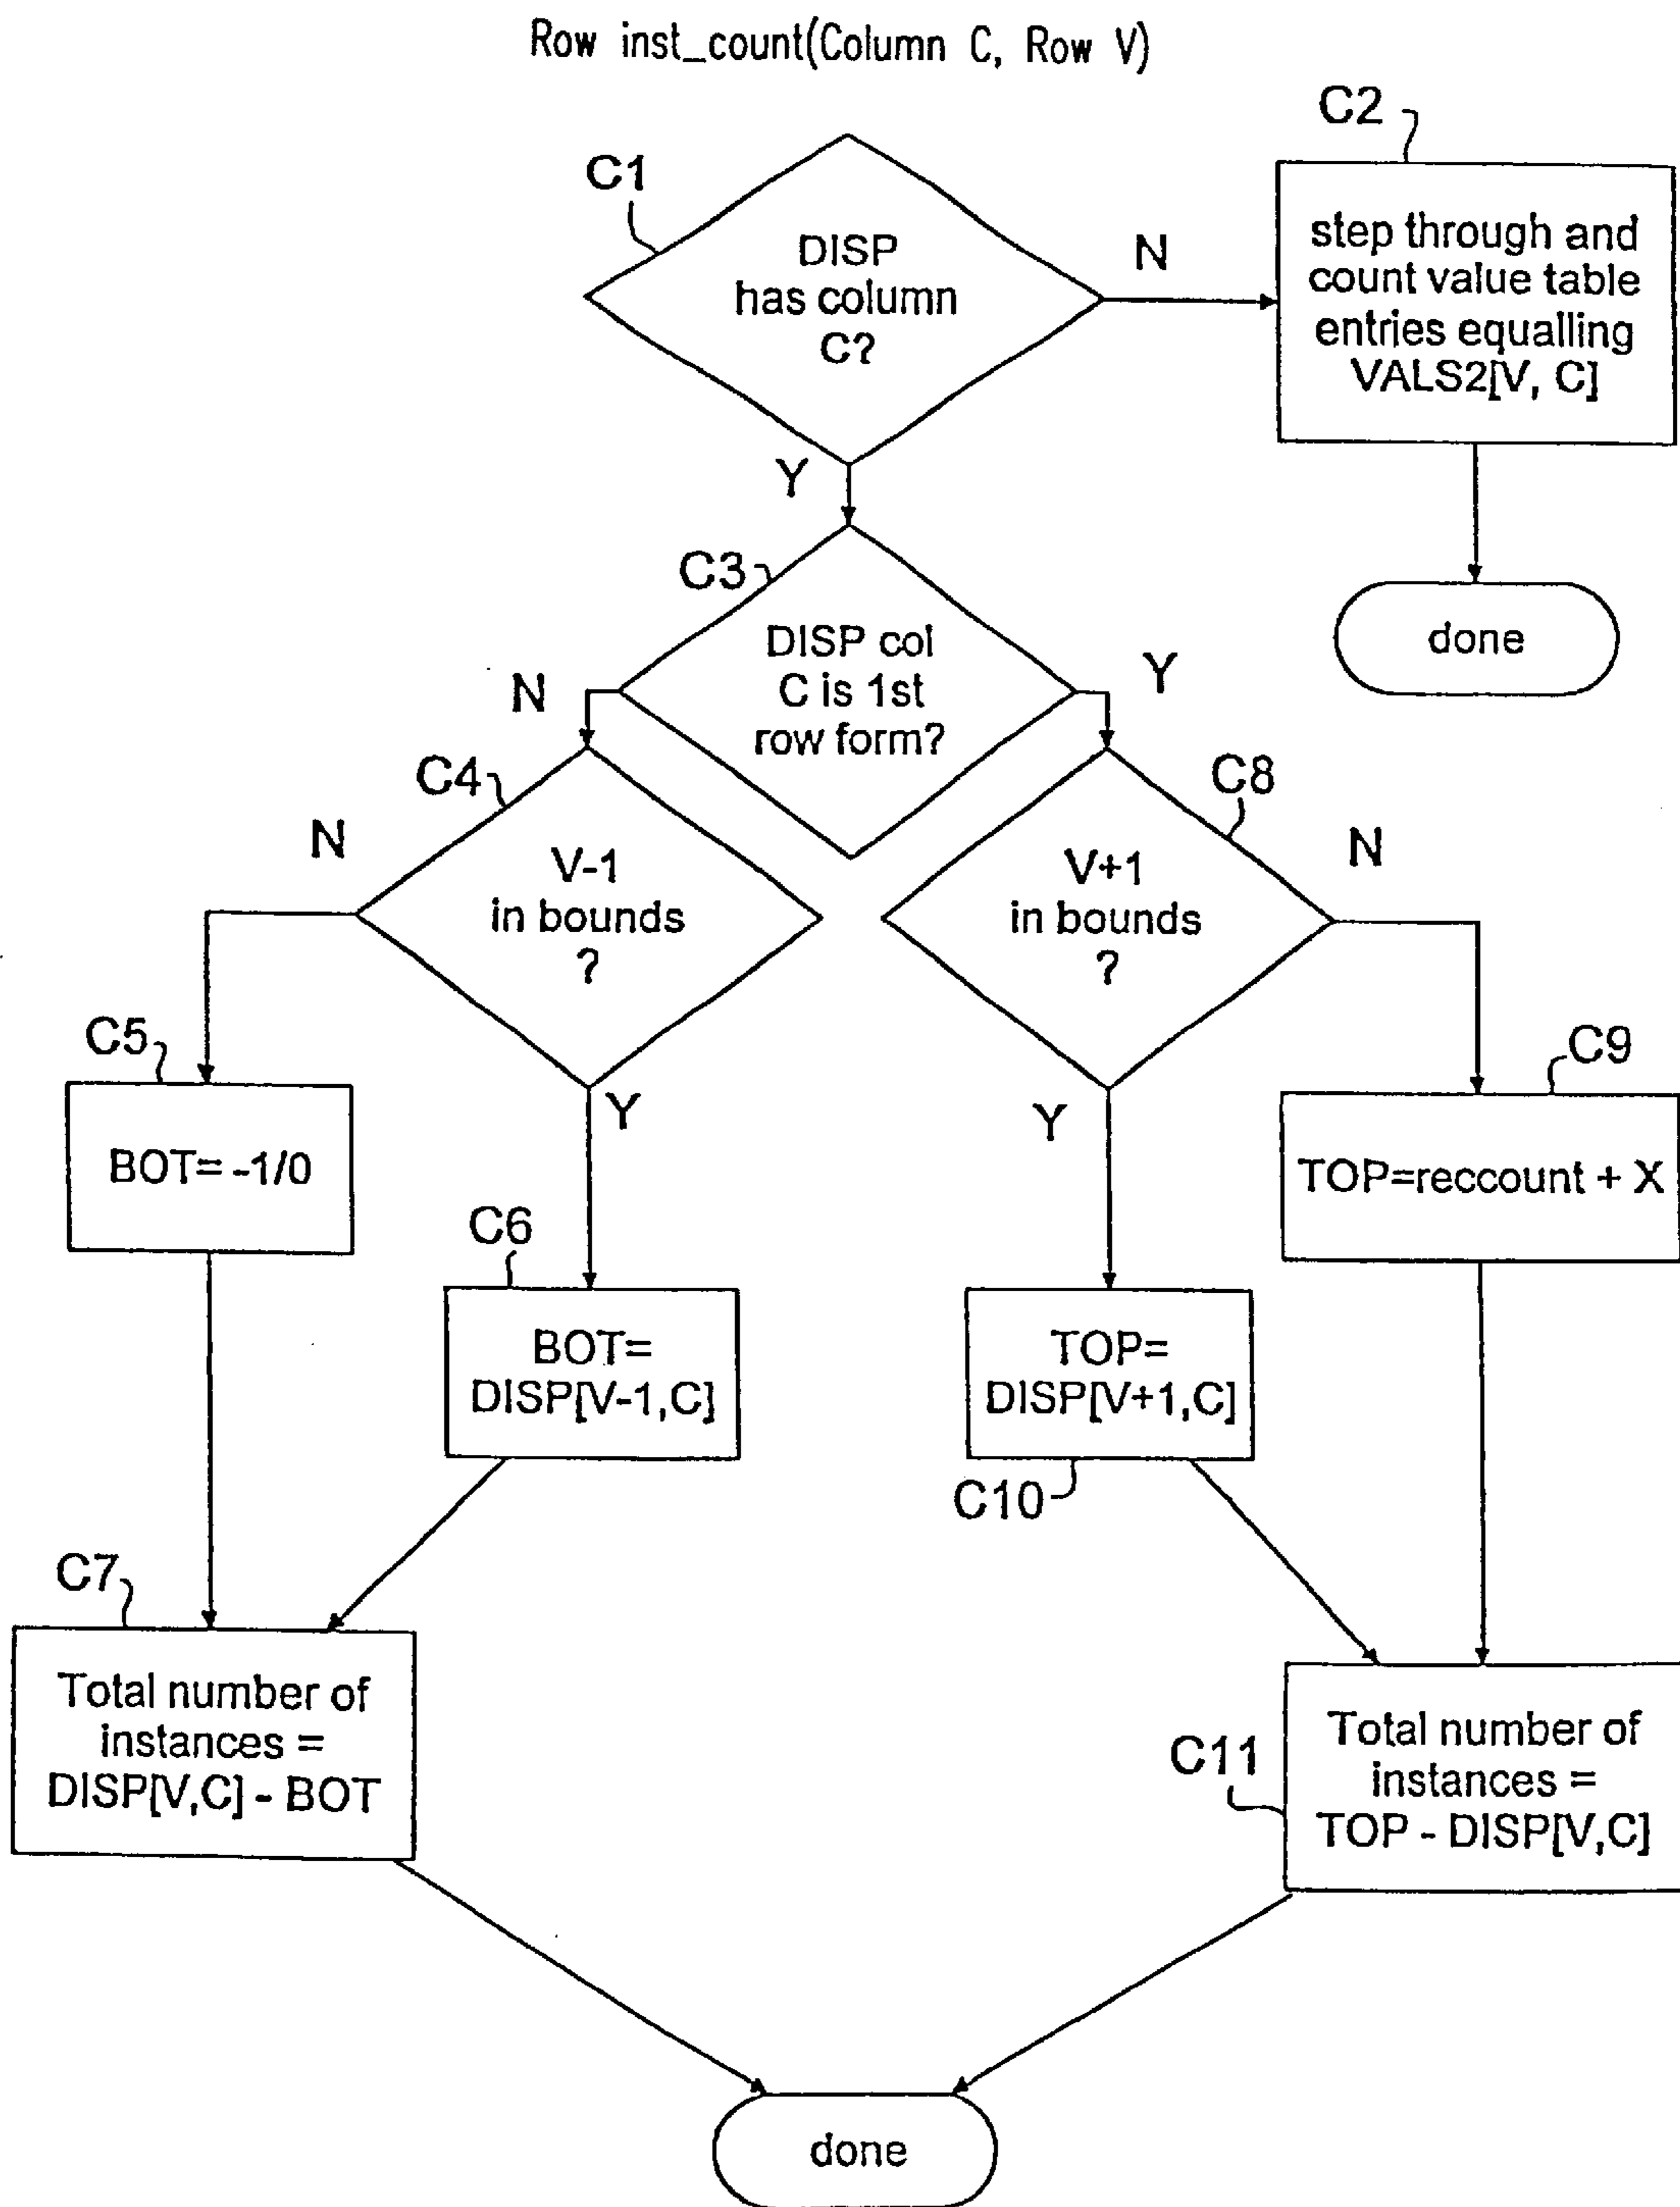 Row inst_count(Column C, Row V)
C2
C1
DISP
has column
C?
N
step through and
count value table
entries equalling
VALS2[V, C]
Y
done
C3
DISP col
C is 1st
row form?
N
Y
C4
C8
N
V-1
in bounds
?
V+1
in bounds
?
N
C5
Y
Y
C9
BOT= -1/0
TOP=reccount + X
C6
BOT=
DISP[V-1,C]
TOP=
DISP[V+1,C]
C10
C7
Total number of
instances =
DISP[V,C] - BOT
C11
Total number of
instances =
TOP - DISP[V,C]
done